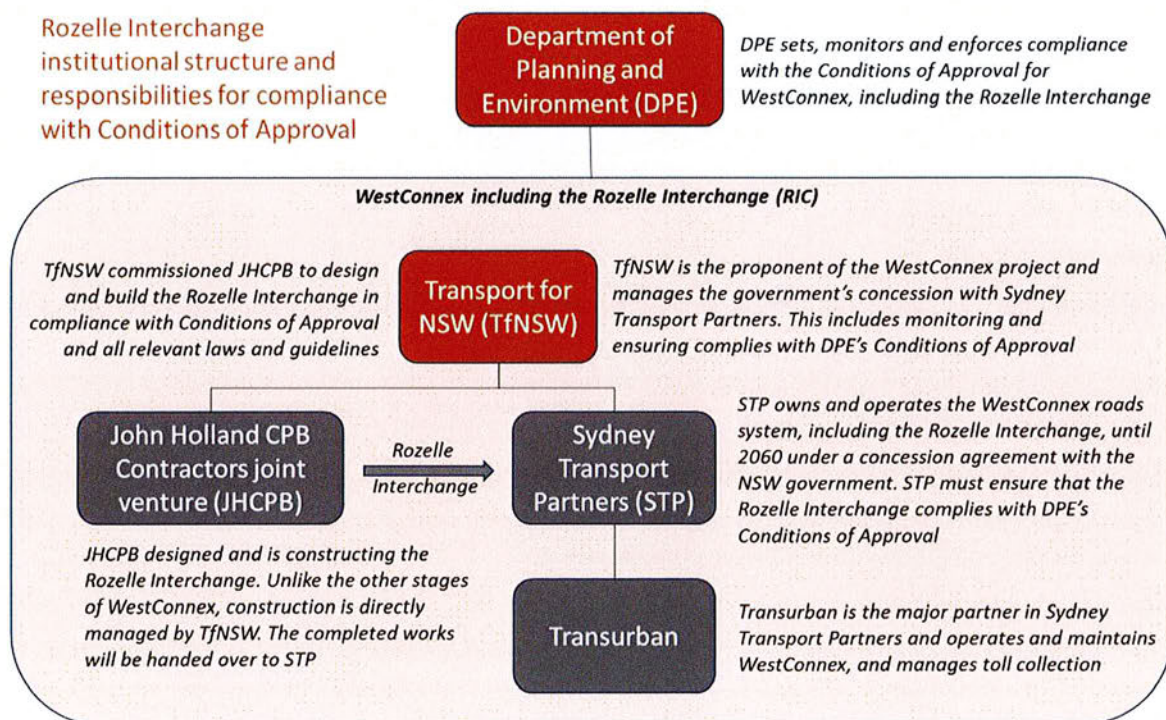 Rozelle Interchange
institutional structure and
responsibilities for compliance
with Conditions of Approval
Department of
Planning and
Environment (DPE)
DPE sets, monitors and enforces compliance
with the Conditions of Approval for
WestConnex, including the Rozelle Interchange
WestConnex including the Rozelle Interchange (RIC)
TfNSW commissioned JHCPB to design
and build the Rozelle Interchange in
compliance with Conditions of Approval
and all relevant laws and guidelines
Transport for
NSW (TfNSW)
TfNSW is the proponent of the WestConnex project and
manages the government's concession with Sydney
Transport Partners. This includes monitoring and
ensuring complies with DPE's Conditions of Approval
John Holland CPB
Contractors joint
venture (JHCPB)
Rozelle
Interchange
Sydney
Transport
Partners (STP)
STP owns and operates the WestConnex roads
system, including the Rozelle Interchange, until
2060 under a concession agreement with the
NSW government. STP must ensure that the
Rozelle Interchange complies with DPE's
Conditions of Approval
JHCPB designed and is constructing the
Rozelle Interchange. Unlike the other stages
of WestConnex, construction is directly
managed by TfNSW. The completed works
will be handed over to STP
Transurban
Transurban is the major partner in Sydney
Transport Partners and operates and maintains
WestConnex, and manages toll collection